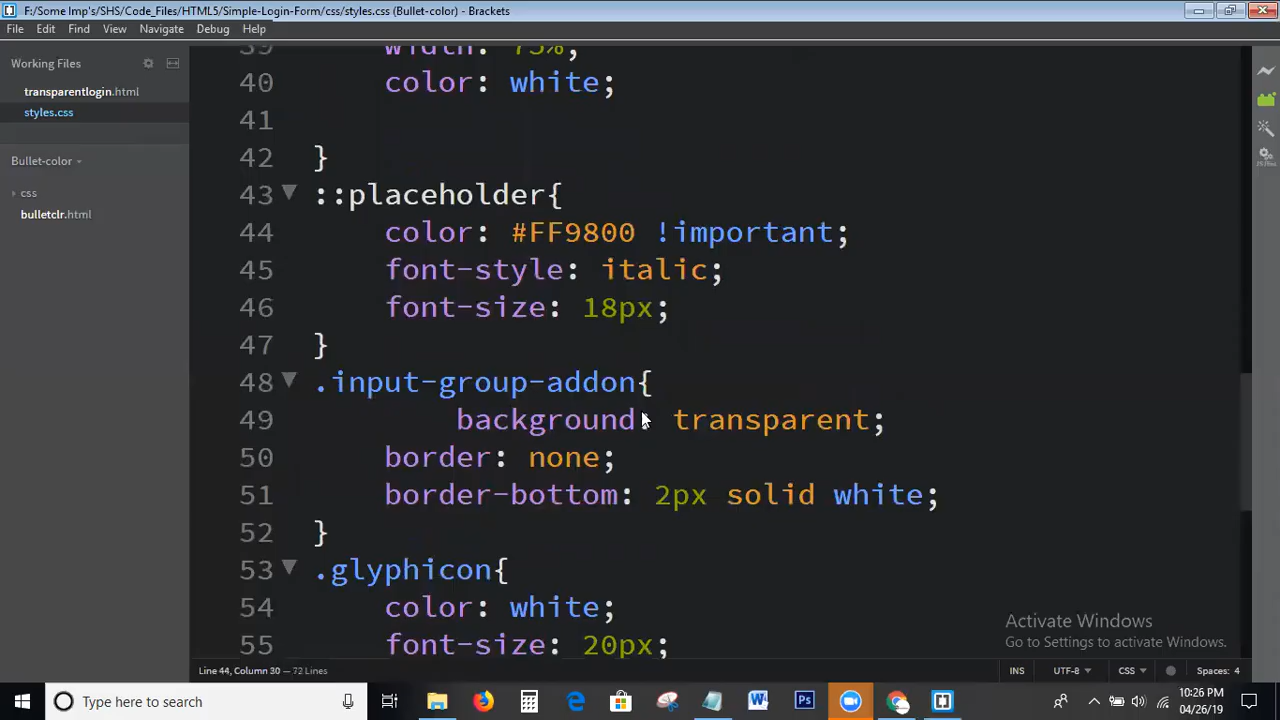 F:/Some Imp's/SHS/Code_Files/HTML5/Simple-Login-Form/css/styles.css (Bullet-color) - Brackets
File Edit Find View Navigate Debug Help
Working Files
transparentlogin.html
styles.css
Bullet-color
css
bulletclr.html
39 width: 75%;
40 color: white;
41
42 }
43 ::placeholder{
44 color: #FF9800 !important;
45 font-style: italic;
46 font-size: 18px;
47 }
48 .input-group-addon{
49 background: transparent;
50 border: none;
51 border-bottom: 2px solid white;
52 }
53 .glyphicon{
54 color: white;
55 font-size: 20px;
Activate Windows
Go to Settings to activate Windows.
Line 44, Column 30 — 72 Lines
INS UTF-8 CSS Spaces: 4
Type here to search
10:26 PM
04/26/19